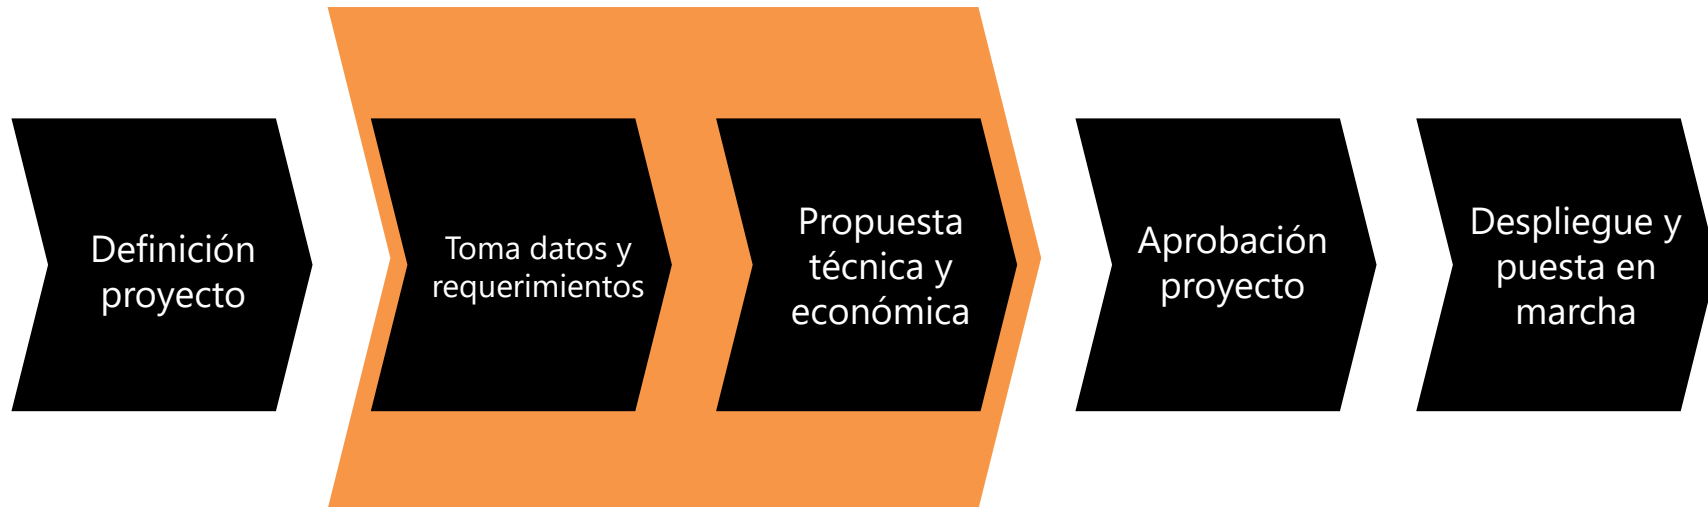 Definición
proyecto
Toma datos y
requerimientos
Propuesta
técnica y
económica
Aprobación
proyecto
Despliegue y
puesta en
marcha